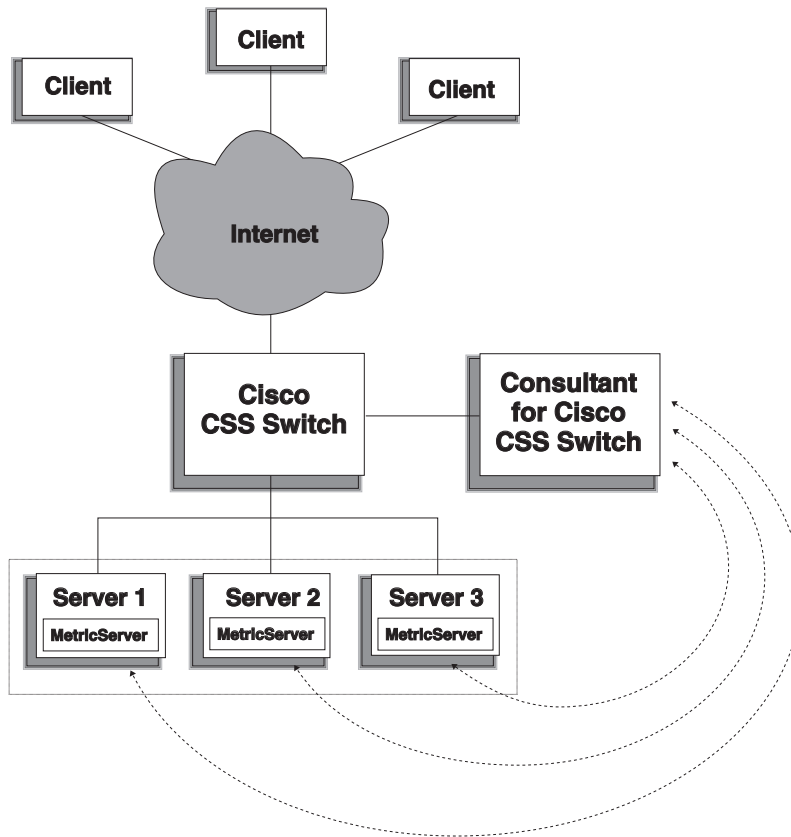 Client
Client
Client
Internet
Cisco
CSS Switch
Consultant
for Cisco
CSS Switch
Server 1
MetricServer
Server 2
MetricServer
Server 3
MetricServer